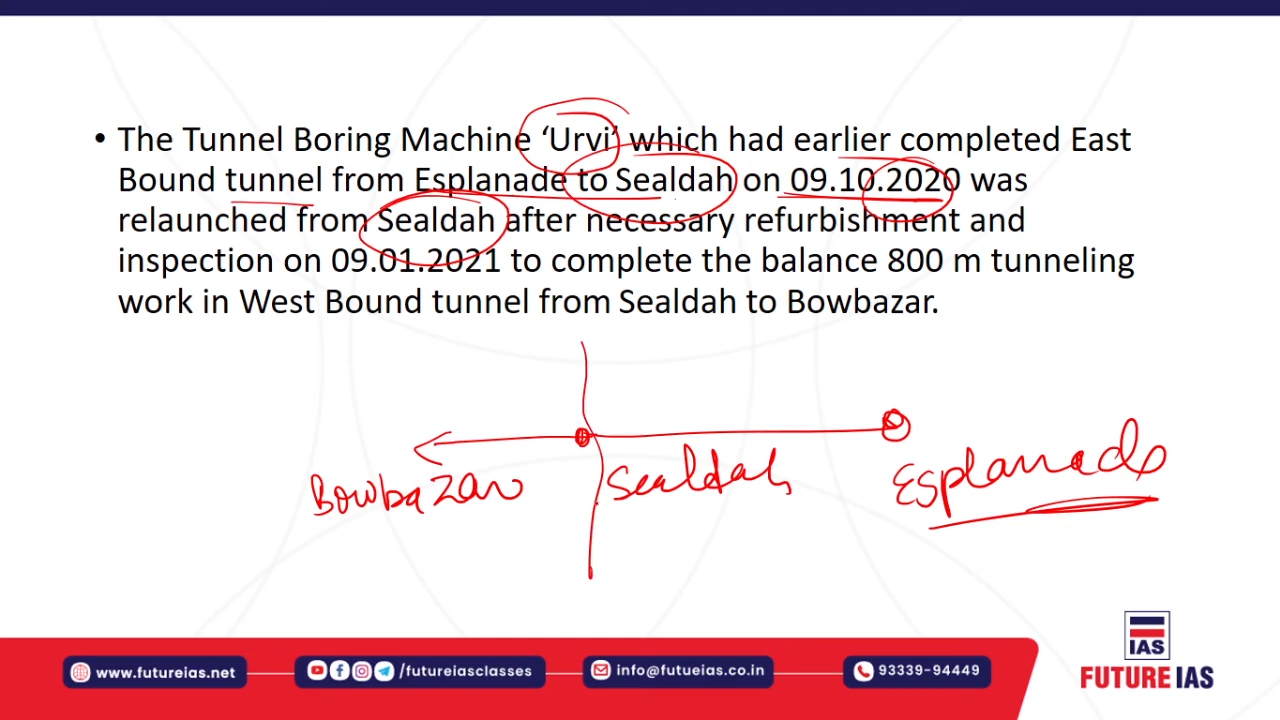 • The Tunnel Boring Machine ‘Urvi’ which had earlier completed East
Bound tunnel from Esplanade to Sealdah on 09.10.2020 was
relaunched from Sealdah after necessary refurbishment and
inspection on 09.01.2021 to complete the balance 800 m tunneling
work in West Bound tunnel from Sealdah to Bowbazar.
Bowbazar Sealdah Esplanade
IAS
FUTURE IAS
www.futureias.net /futureiasclasses info@futueias.co.in 93339-94449